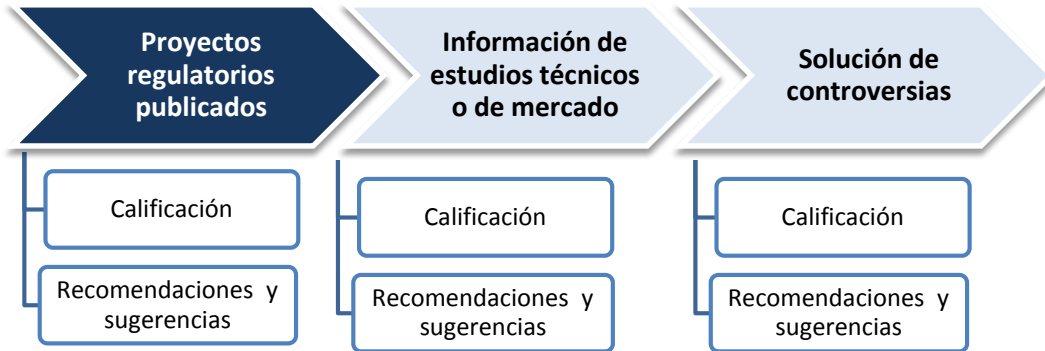 Proyectos
regulatorios
publicados
Calificación
Recomendaciones y
sugerencias
Información de
estudios técnicos
o de mercado
Calificación
Recomendaciones y
sugerencias
Solución de
controversias
Calificación
Recomendaciones y
sugerencias